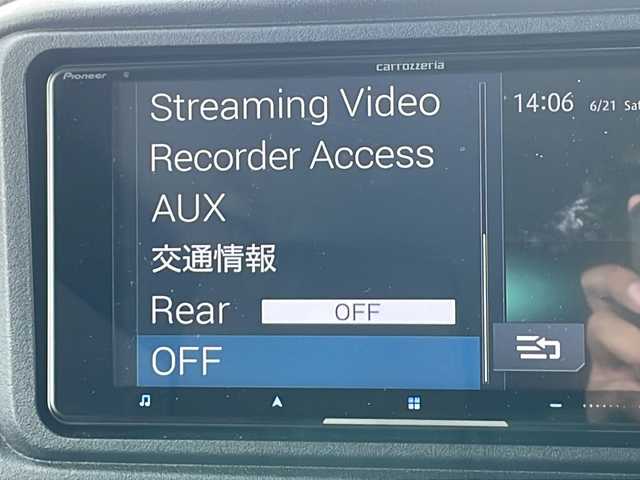 Pioneer
carrozzeria
Streaming Video
14:06 6/21 Sat
Recorder Access
AUX
交通情報
Rear OFF
OFF